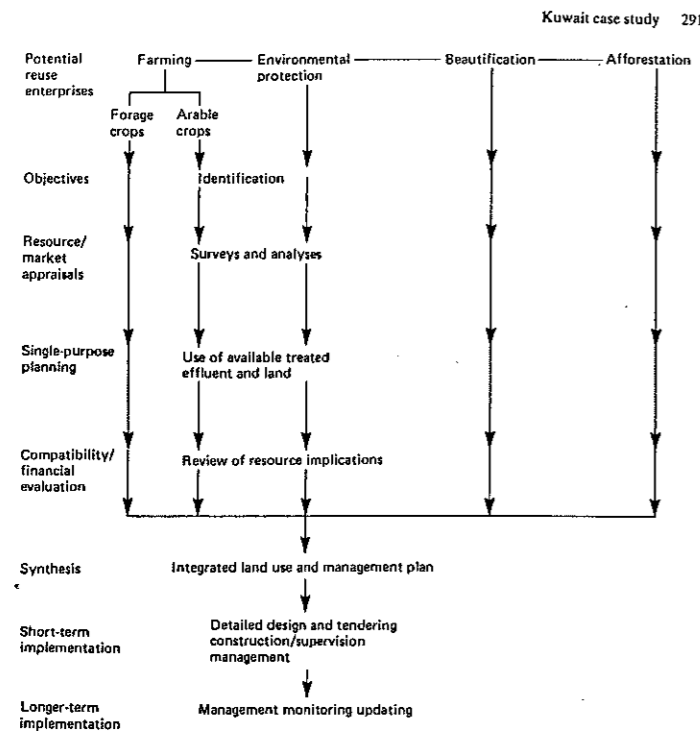 Kuwait case study 291
Potential
reuse
enterprises
Farming
Environmental
protection
Beautification
Afforestation
Forage
crops
Arable
crops
Objectives
Identification
Resource/
market
appraisals
Surveys and analyses
Single-purpose
planning
Use of available treated
effluent and land
Compatibility/
financial
evaluation
Review of resource implications
Synthesis
Integrated land use and management plan
Short-term
implementation
Detailed design and tendering
construction/supervision
management
Longer-term
implementation
Management monitoring updating